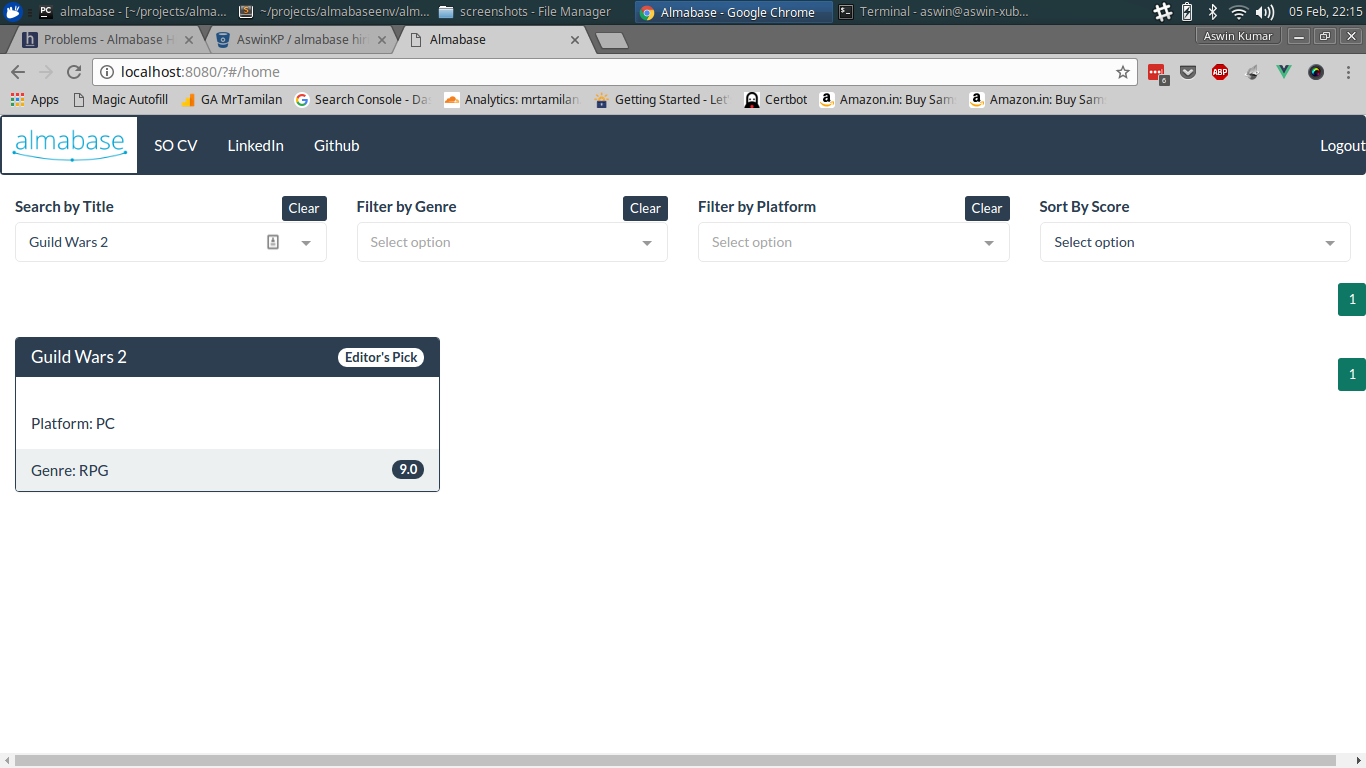 almabase - [~/projects/alma... ~/projects/almabaseenv/alm... screenshots - File Manager Almabase - Google Chrome Terminal - aswin@aswin-xub... 05 Feb, 22:15
Problems - Almabase H AswinKP / almabase hiri Almabase Aswin Kumar
localhost:8080/?#/home 6 ABP
Apps Magic Autofill GA MrTamilan Search Console - Da Analytics: mrtamilan. Getting Started - Let' Certbot Amazon.in: Buy Sam Amazon.in: Buy Sam
almabase SO CV LinkedIn Github Logout
Search by Title Clear Filter by Genre Clear Filter by Platform Clear Sort By Score
Guild Wars 2 Select option Select option Select option
1
Guild Wars 2 Editor's Pick
1
Platform: PC
Genre: RPG 9.0